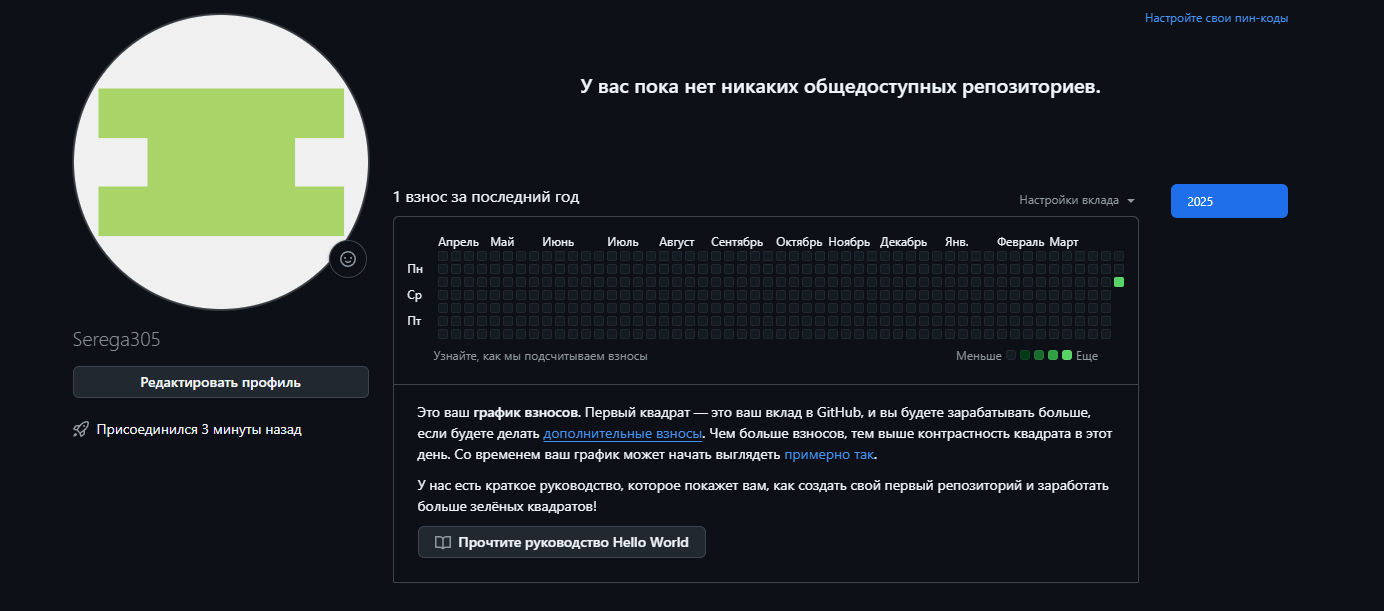 Настройте свои пин-коды
У вас пока нет никаких общедоступных репозиториев.
1 взнос за последний год
Настройки вклада
2025
Апрель Май Июнь Июль Август Сентябрь Октябрь Ноябрь Декабрь Янв. Февраль Март
Пн
Ср
Пт
Узнайте, как мы подсчитываем взносы
Меньше Еще
Serega305
Редактировать профиль
Присоединился 3 минуты назад
Это ваш график взносов. Первый квадрат — это ваш вклад в GitHub, и вы будете зарабатывать больше,
если будете делать дополнительные взносы. Чем больше взносов, тем выше контрастность квадрата в этот
день. Со временем ваш график может начать выглядеть примерно так.
У нас есть краткое руководство, которое покажет вам, как создать свой первый репозиторий и заработать
больше зелёных квадратов!
Прочтите руководство Hello World